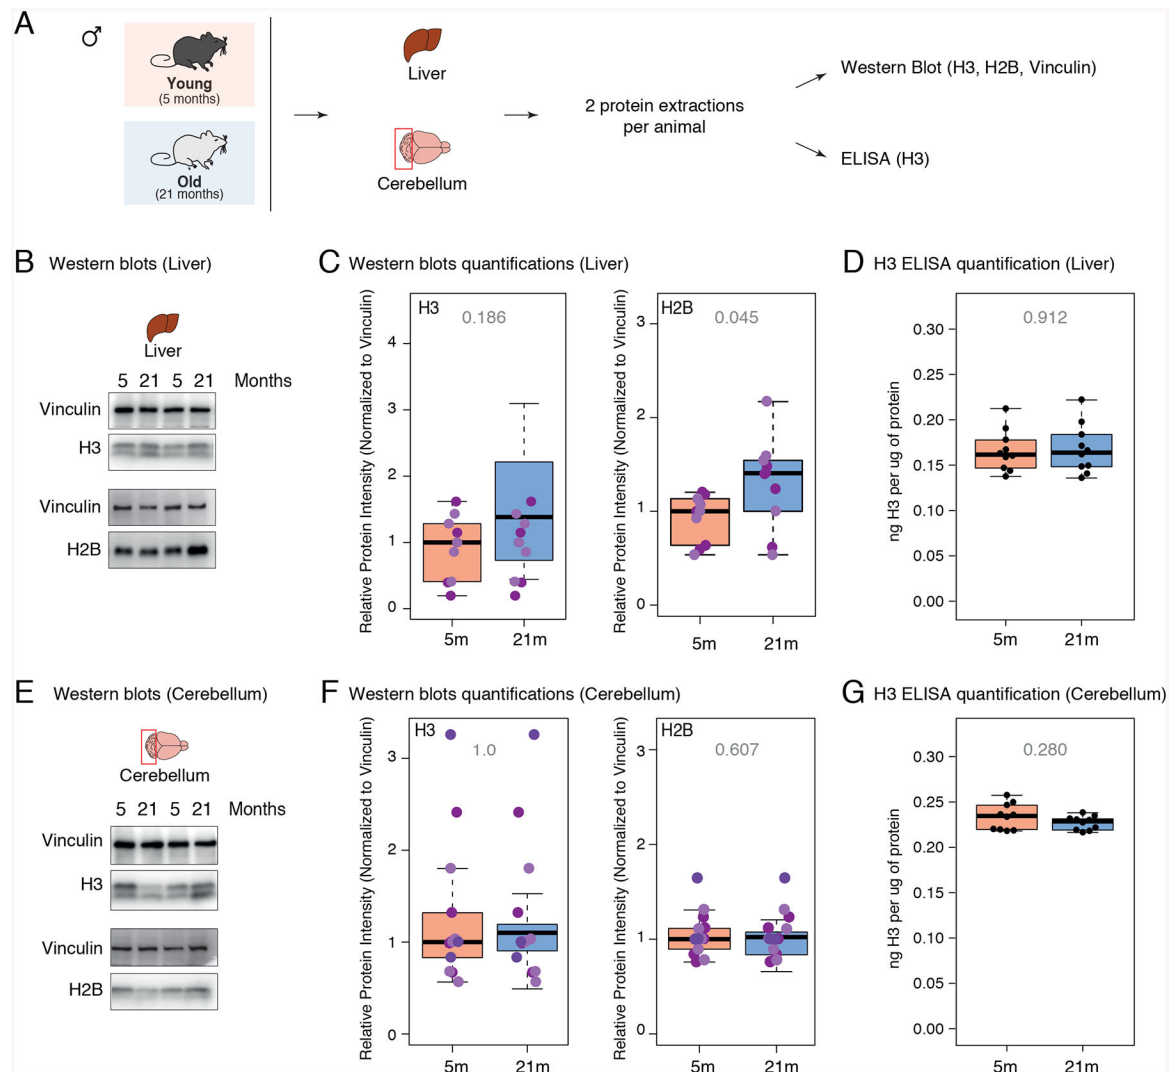 A
♂
Young
(5 months)
Old
(21 months)
Liver
Cerebellum
2 protein extractions
per animal
Western Blot (H3, H2B, Vinculin)
ELISA (H3)
B Western blots (Liver)
Liver
5 21 5 21 Months
Vinculin
H3
Vinculin
H2B
C Western blots quantifications (Liver)
Relative Protein Intensity (Normalized to Vinculin)
H3
0.186
4
3
2
1
0
5m 21m
Relative Protein Intensity (Normalized to Vinculin)
H2B
0.045
3
2
1
0
5m 21m
D H3 ELISA quantification (Liver)
ng H3 per ug of protein
0.912
0.30
0.25
0.20
0.15
0.10
0.05
0.00
5m 21m
E Western blots (Cerebellum)
Cerebellum
5 21 5 21 Months
Vinculin
H3
Vinculin
H2B
F Western blots quantifications (Cerebellum)
Relative Protein Intensity (Normalized to Vinculin)
H3
1.0
3
2
1
0
5m 21m
Relative Protein Intensity (Normalized to Vinculin)
H2B
0.607
3
2
1
0
5m 21m
G H3 ELISA quantification (Cerebellum)
ng H3 per ug of protein
0.280
0.30
0.25
0.20
0.15
0.10
0.05
0.00
5m 21m